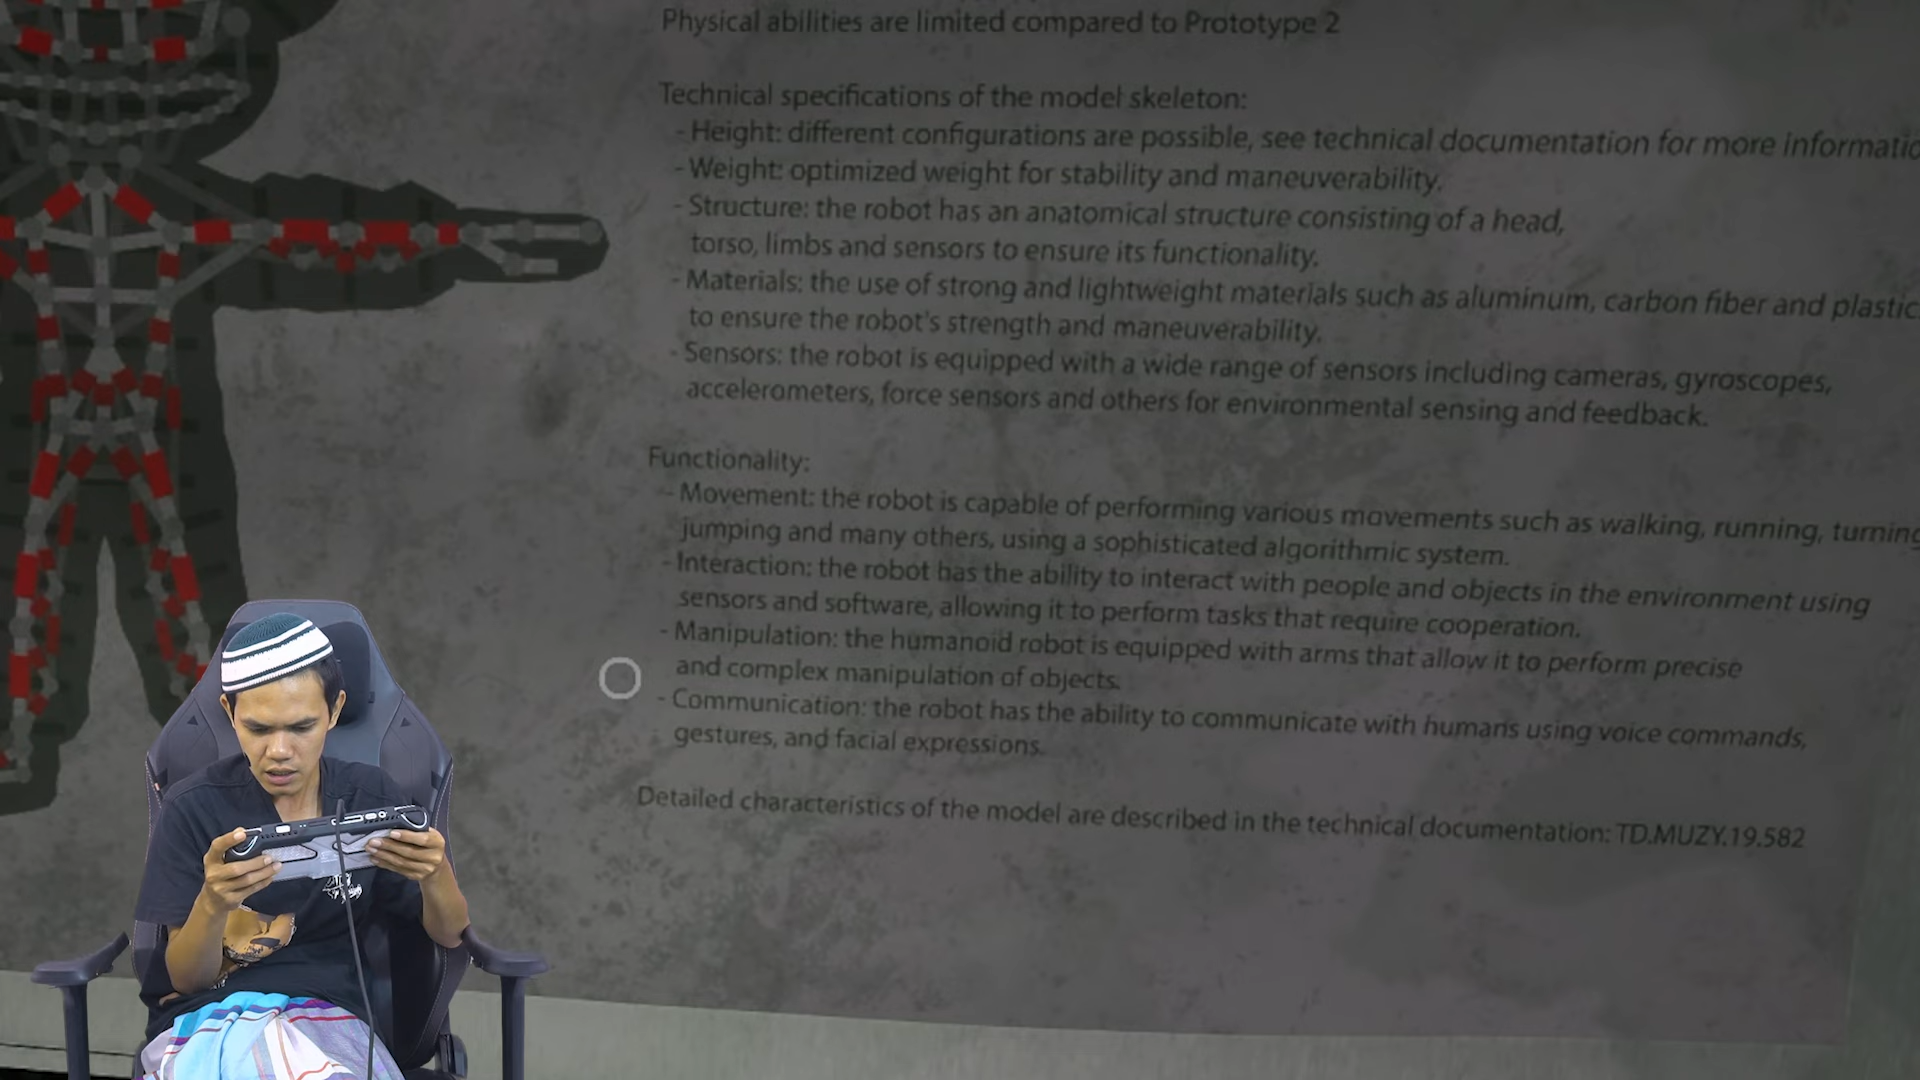 Physical abilities are limited compared to Prototype 2
Technical specifications of the model skeleton:
- Height: different configurations are possible, see technical documentation for more informatio
- Weight: optimized weight for stability and maneuverability.
- Structure: the robot has an anatomical structure consisting of a head,
torso, limbs and sensors to ensure its functionality.
- Materials: the use of strong and lightweight materials such as aluminum, carbon fiber and plastic
to ensure the robot's strength and maneuverability.
- Sensors: the robot is equipped with a wide range of sensors including cameras, gyroscopes,
accelerometers, force sensors and others for environmental sensing and feedback.
Functionality:
- Movement: the robot is capable of performing various movements such as walking, running, turning
jumping and many others, using a sophisticated algorithmic system.
- Interaction: the robot has the ability to interact with people and objects in the environment using
sensors and software, allowing it to perform tasks that require cooperation.
- Manipulation: the humanoid robot is equipped with arms that allow it to perform precise
and complex manipulation of objects.
- Communication: the robot has the ability to communicate with humans using voice commands,
gestures, and facial expressions.
Detailed characteristics of the model are described in the technical documentation: TD.MUZY.19.582